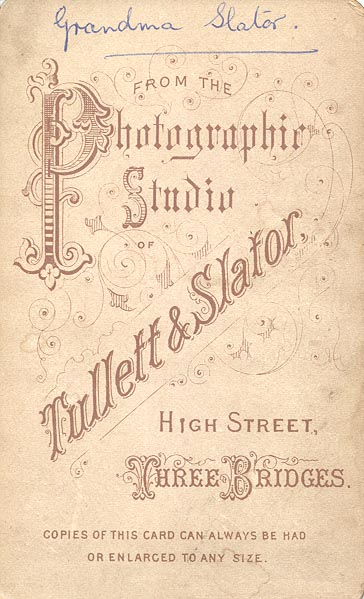 Grandma Slator.
FROM THE
Photographic
Studio
OF
Tullett & Slator,
HIGH STREET,
THREE BRIDGES.
COPIES OF THIS CARD CAN ALWAYS BE HAD
OR ENLARGED TO ANY SIZE.